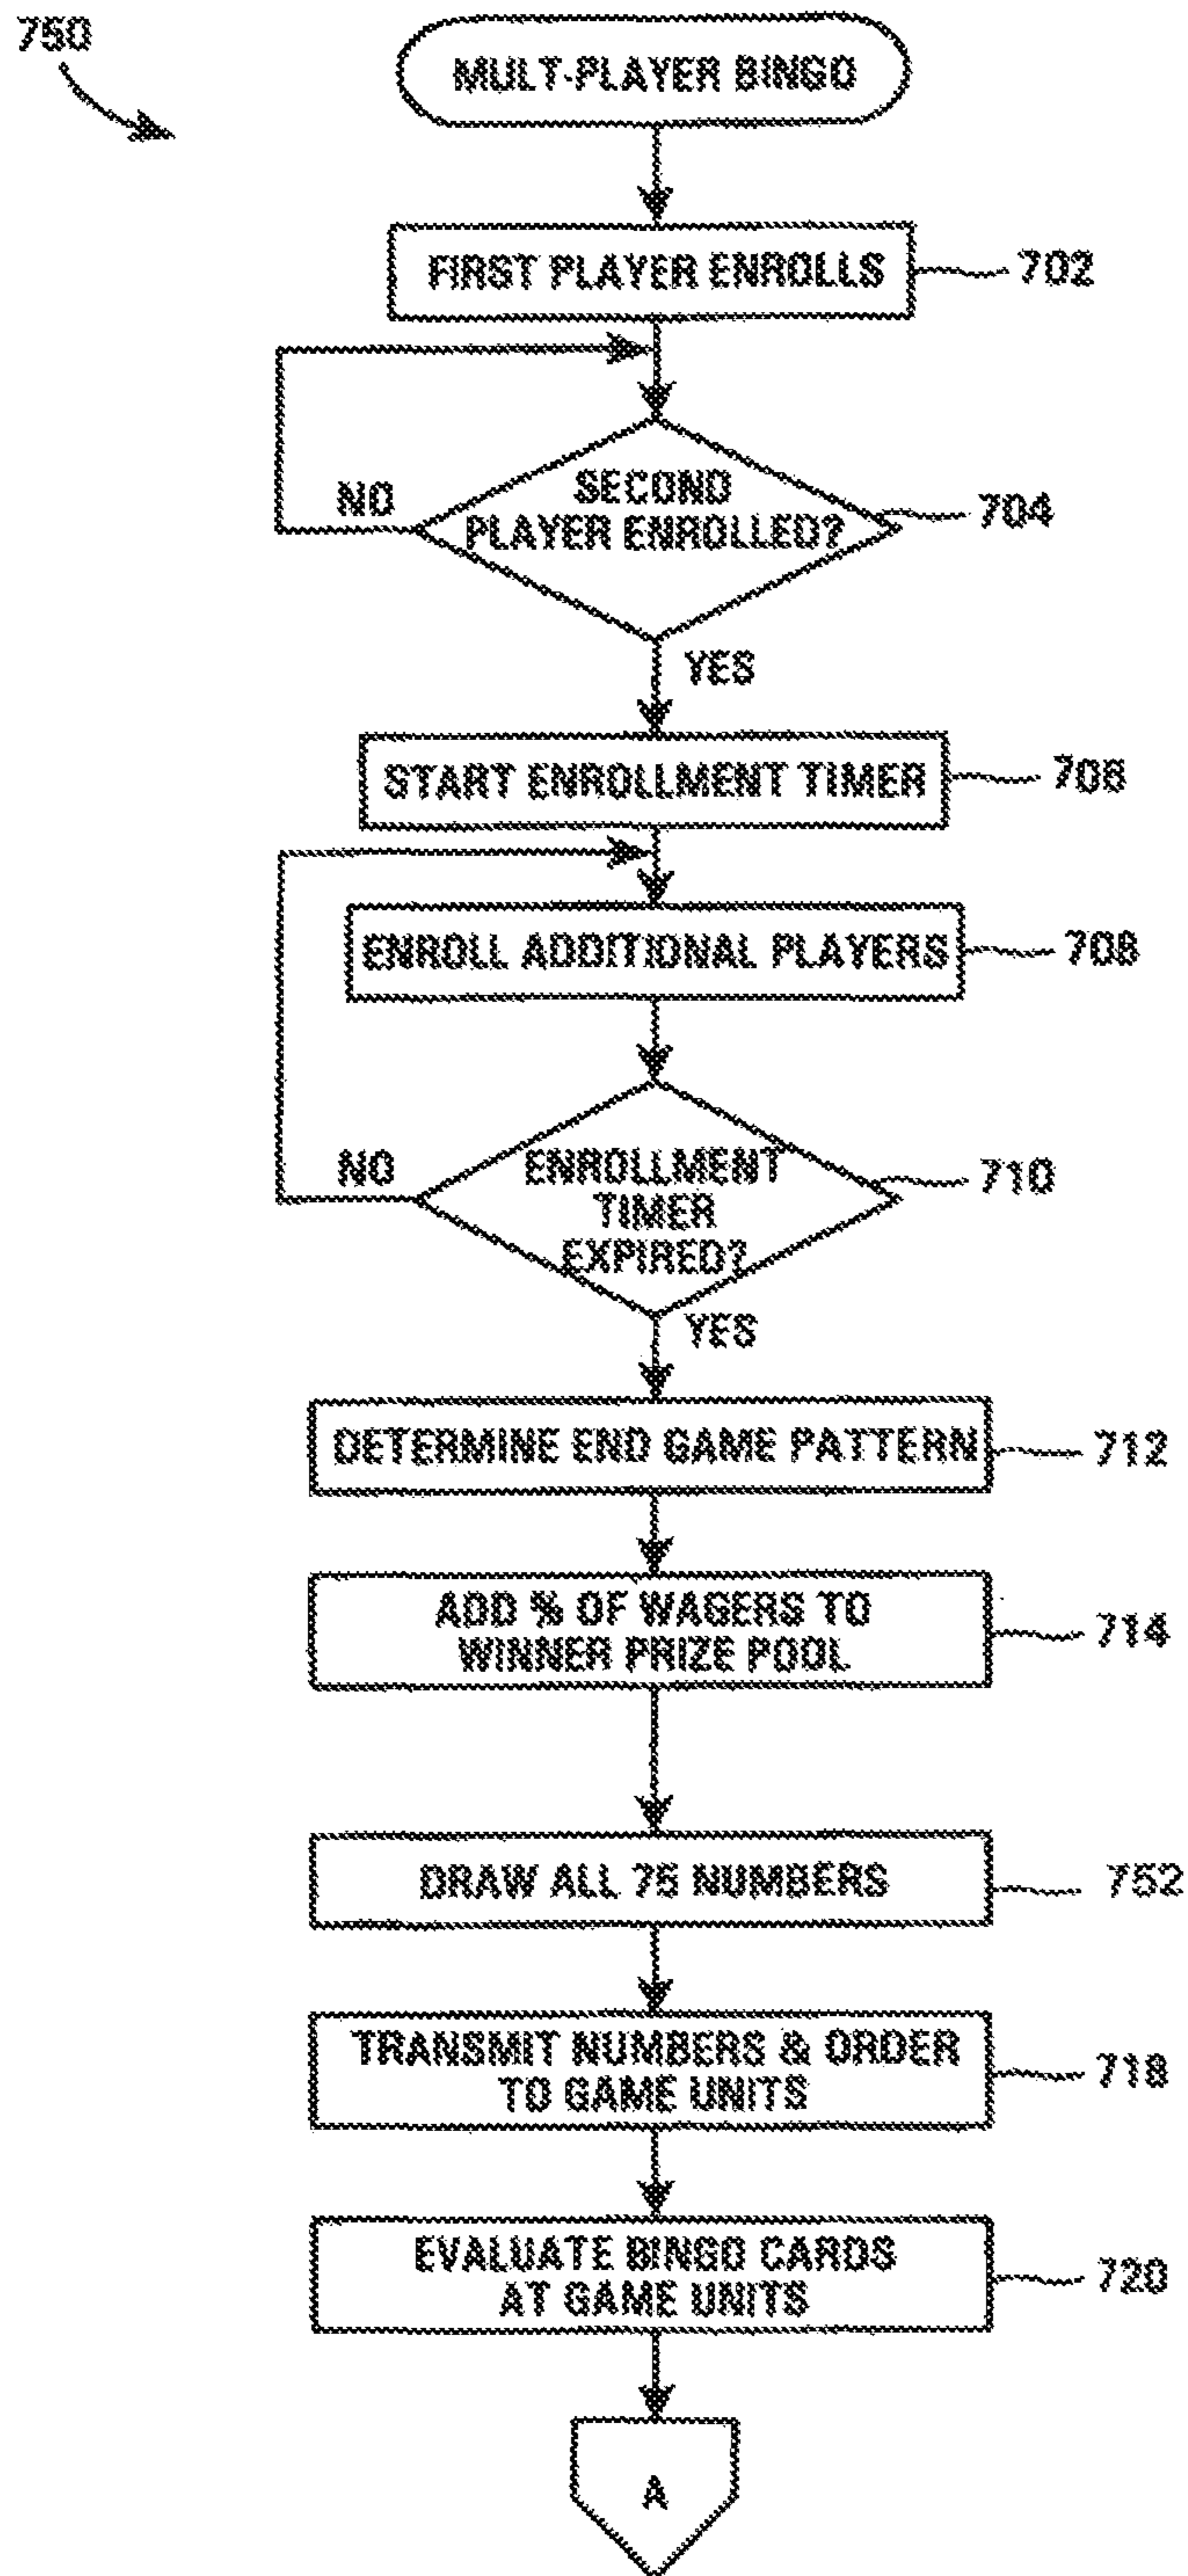 750
MULT-PLAYER BINGO
FIRST PLAYER ENROLLS
702
SECOND
PLAYER ENROLLED?
704
NO
YES
START ENROLLMENT TIMER
706
ENROLL ADDITIONAL PLAYERS
708
ENROLLMENT
TIMER
EXPIRED?
710
NO
YES
DETERMINE END GAME PATTERN
712
ADD % OF WAGERS TO
WINNER PRIZE POOL
714
DRAW ALL 75 NUMBERS
752
TRANSMIT NUMBERS & ORDER
TO GAME UNITS
718
EVALUATE BINGO CARDS
AT GAME UNITS
720
A